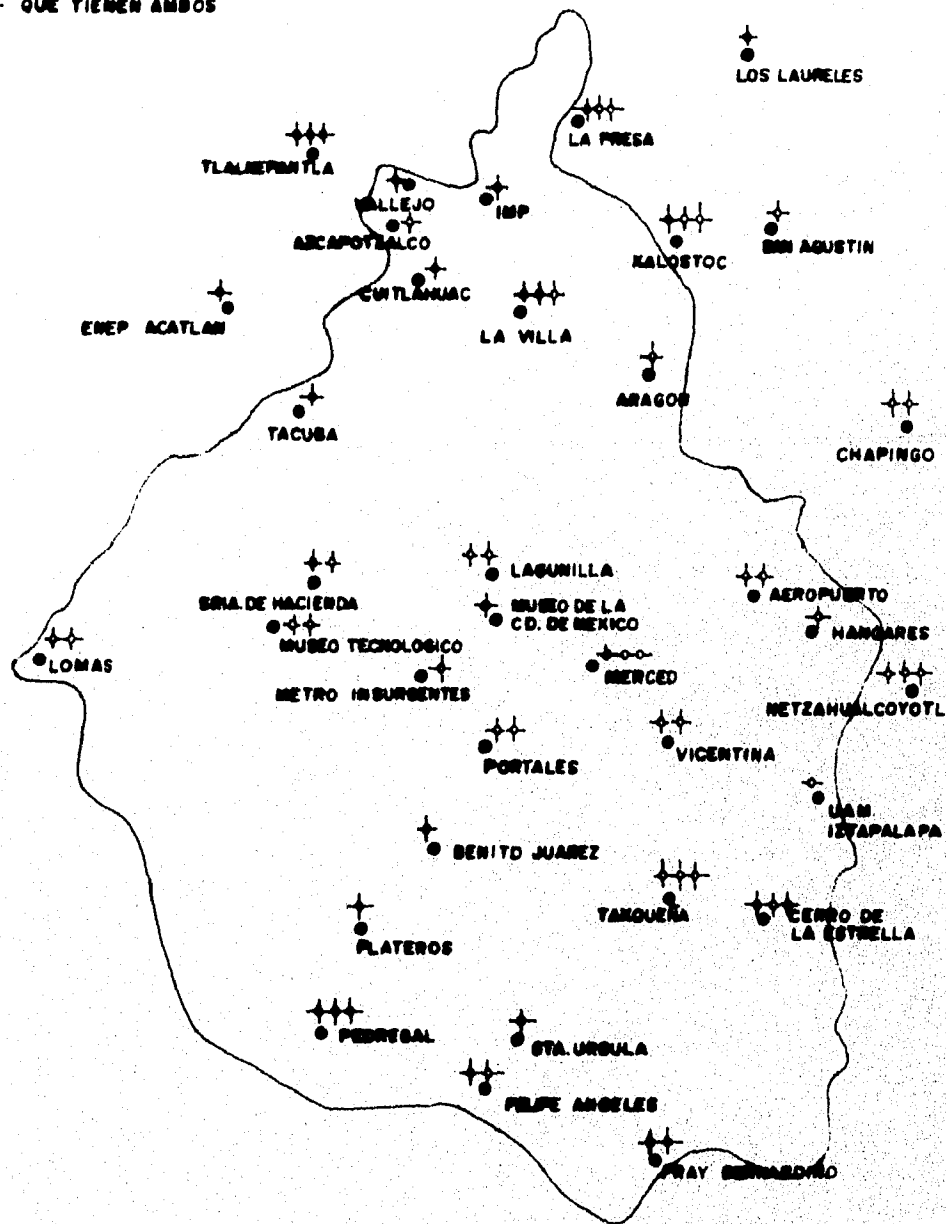 - QUE TIENEN AMBOS
LOS LAURELES
LA PRESA
TLALNEPANTLA
VALLEJO
IMP
AZCAPOTZALCO
XALOSTOC
SAN AGUSTIN
CUITLAHUAC
ENEP ACATLAN
LA VILLA
ARAGON
TACUBA
CHAPINGO
LAGUNILLA
SRIA. DE HACIENDA
AEROPUERTO
MUSEO DE LA
CD. DE MEXICO
HANGARES
MUSEO TECNOLOGICO
LOMAS
MERCED
METRO INSURGENTES
NETZAHUALCOYOTL
VICENTINA
PORTALES
UAM
IZTAPALAPA
BENITO JUAREZ
TAXQUEÑA
CERRO DE
LA ESTRELLA
PLATEROS
PEDREGAL
STA. URSULA
FELIPE ANGELES
FRAY BERNARDINO